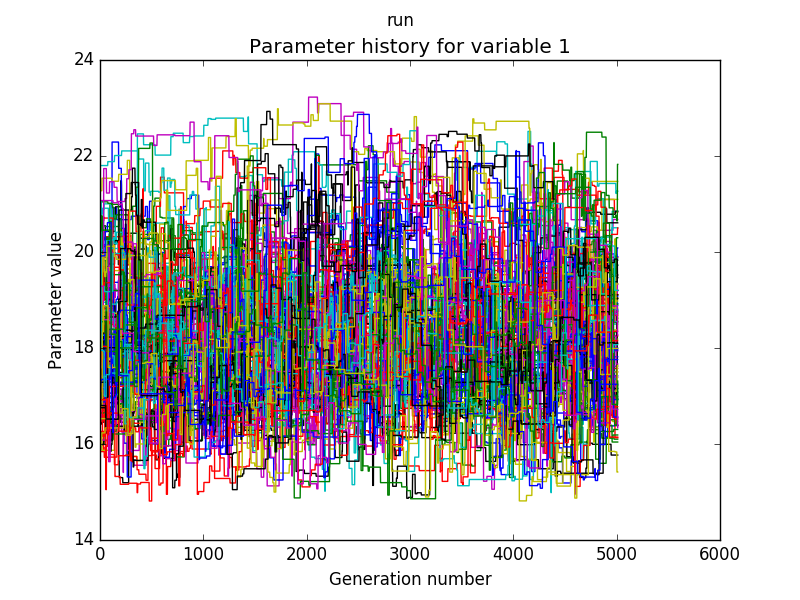 run
Parameter history for variable 1
24
22
20
18
16
14
Parameter value
0 1000 2000 3000 4000 5000 6000
Generation number